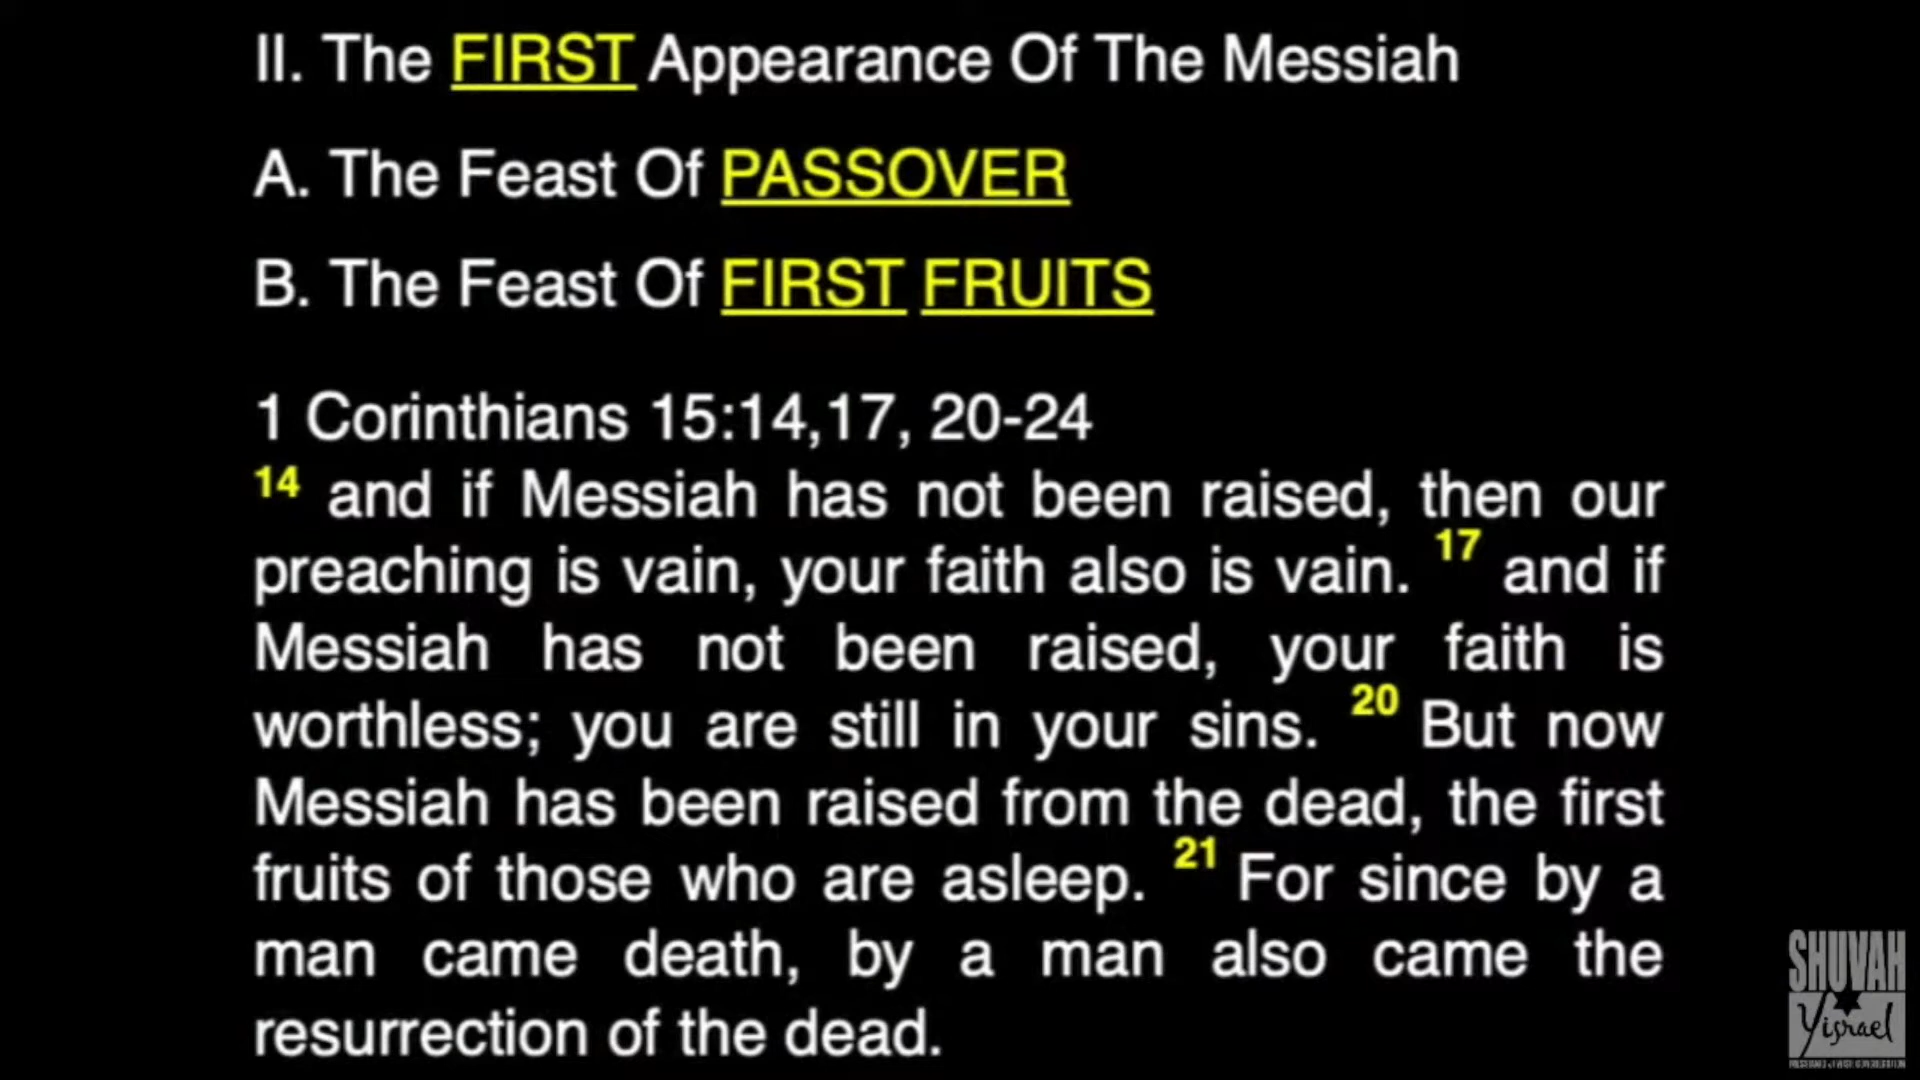 II. The FIRST Appearance Of The Messiah
A. The Feast Of PASSOVER
B. The Feast Of FIRST FRUITS
1 Corinthians 15:14,17, 20-24
14 and if Messiah has not been raised, then our
preaching is vain, your faith also is vain. 17 and if
Messiah has not been raised, your faith is
worthless; you are still in your sins. 20 But now
Messiah has been raised from the dead, the first
fruits of those who are asleep. 21 For since by a
man came death, by a man also came the
resurrection of the dead.
SHUVAH
Yisrael